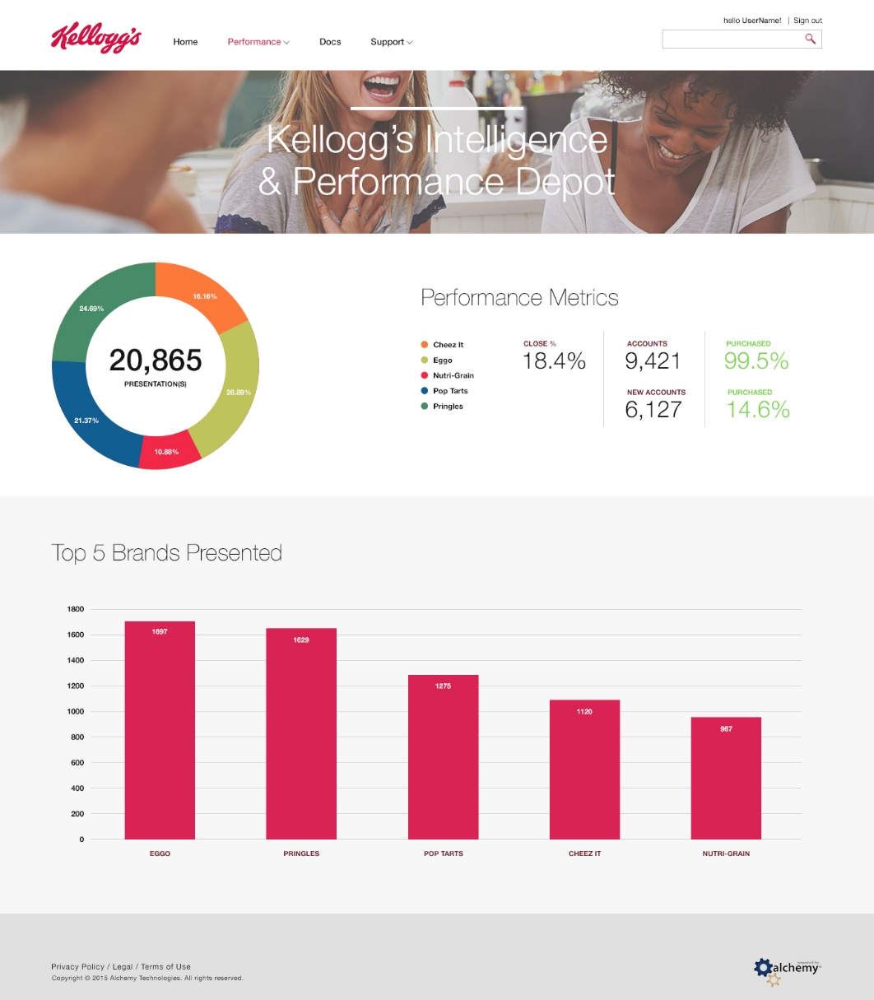 Kellogg's
Home
Performance
Docs
Support
hello UserName! | Sign out
Kellogg's Intelligence
& Performance Depot
16.16%
26.89%
10.88%
21.37%
24.69%
20,865
PRESENTATION(S)
Performance Metrics
Cheez It
Eggo
Nutri-Grain
Pop Tarts
Pringles
CLOSE %
18.4%
ACCOUNTS
9,421
NEW ACCOUNTS
6,127
PURCHASED
99.5%
PURCHASED
14.6%
Top 5 Brands Presented
1800
1600
1400
1200
1000
800
600
400
200
0
1697
1629
1275
1120
967
EGGO
PRINGLES
POP TARTS
CHEEZ IT
NUTRI-GRAIN
Privacy Policy / Legal / Terms of Use
Copyright © 2015 Alchemy Technologies. All rights reserved.
powered by
alchemy